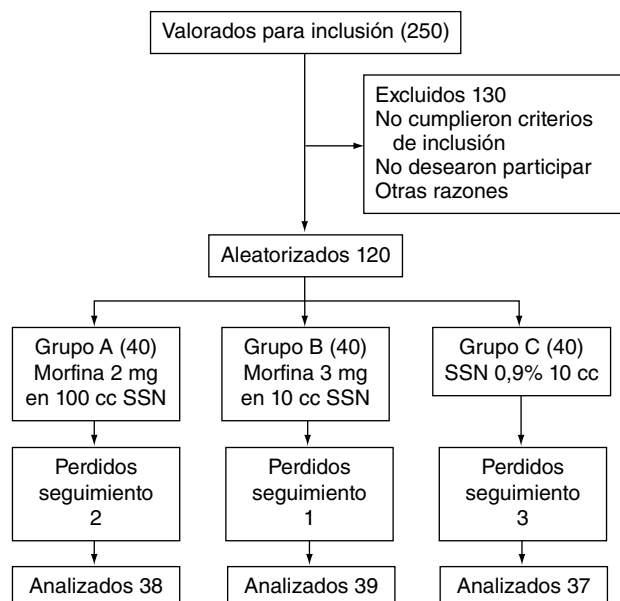 Valorados para inclusión (250)
Excluidos 130
No cumplieron criterios
de inclusión
No desearon participar
Otras razones
Aleatorizados 120
Grupo A (40)
Morfina 2 mg
en 100 cc SSN
Grupo B (40)
Morfina 3 mg
en 10 cc SSN
Grupo C (40)
SSN 0,9% 10 cc
Perdidos
seguimiento
2
Perdidos
seguimiento
1
Perdidos
seguimiento
3
Analizados 38
Analizados 39
Analizados 37